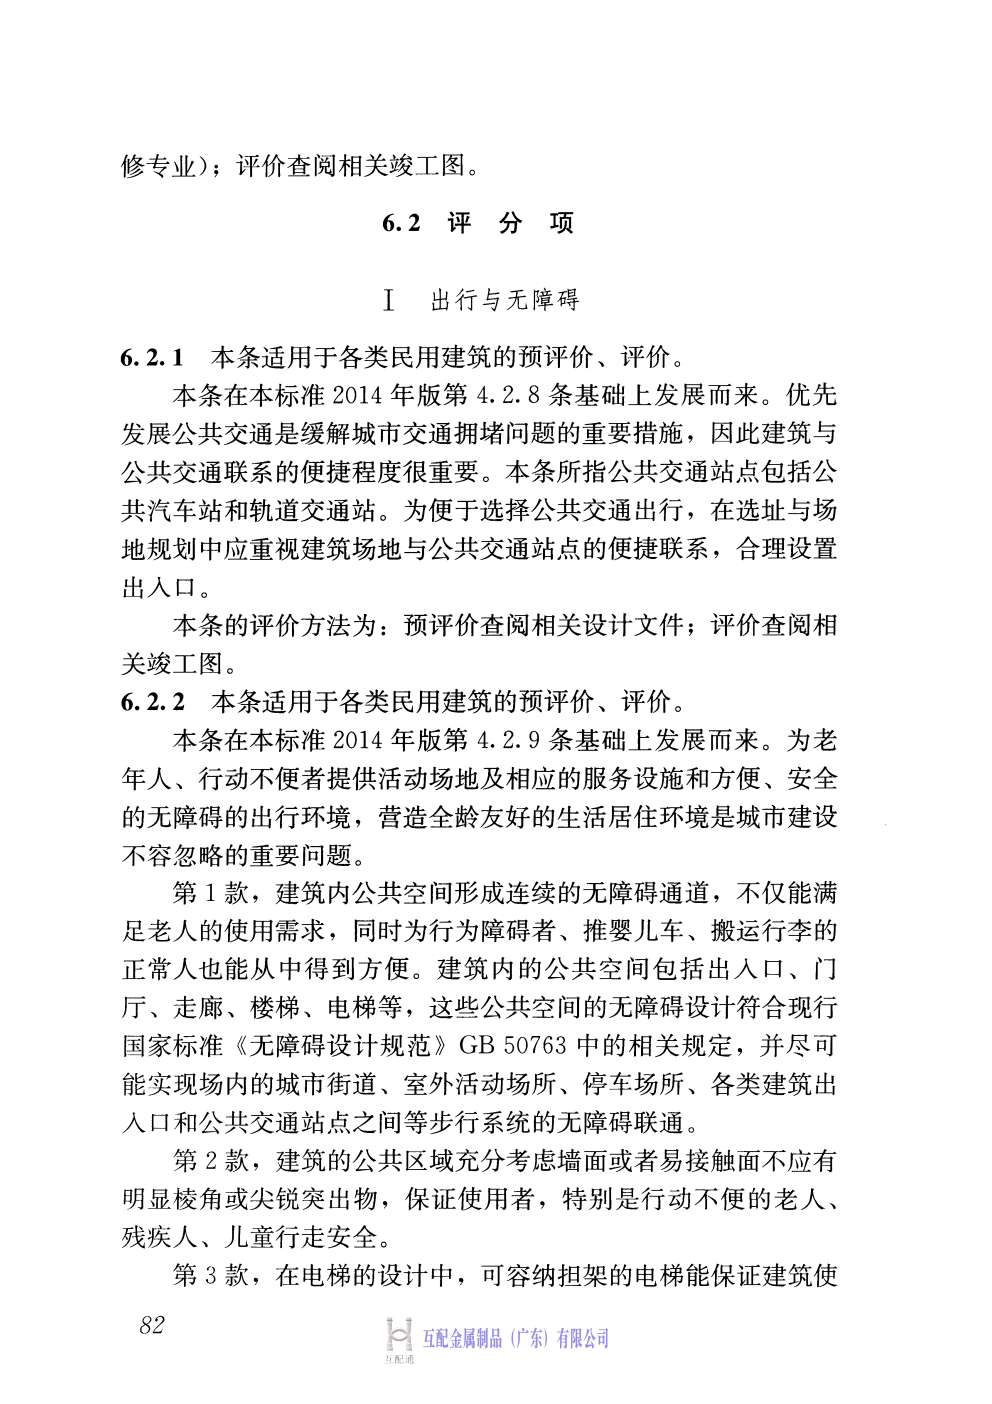 修专业)；评价查阅相关竣工图。
6.2 评 分 项
Ⅰ 出行与无障碍
6.2.1 本条适用于各类民用建筑的预评价、评价。
本条在本标准 2014 年版第 4.2.8 条基础上发展而来。优先
发展公共交通是缓解城市交通拥堵问题的重要措施，因此建筑与
公共交通联系的便捷程度很重要。本条所指公共交通站点包括公
共汽车站和轨道交通站。为便于选择公共交通出行，在选址与场
地规划中应重视建筑场地与公共交通站点的便捷联系，合理设置
出入口。
本条的评价方法为：预评价查阅相关设计文件；评价查阅相
关竣工图。
6.2.2 本条适用于各类民用建筑的预评价、评价。
本条在本标准 2014 年版第 4.2.9 条基础上发展而来。为老
年人、行动不便者提供活动场地及相应的服务设施和方便、安全
的无障碍的出行环境，营造全龄友好的生活居住环境是城市建设
不容忽略的重要问题。
第 1 款，建筑内公共空间形成连续的无障碍通道，不仅能满
足老人的使用需求，同时为行为障碍者、推婴儿车、搬运行李的
正常人也能从中得到方便。建筑内的公共空间包括出入口、门
厅、走廊、楼梯、电梯等，这些公共空间的无障碍设计符合现行
国家标准《无障碍设计规范》GB 50763 中的相关规定，并尽可
能实现场内的城市街道、室外活动场所、停车场所、各类建筑出
入口和公共交通站点之间等步行系统的无障碍联通。
第 2 款，建筑的公共区域充分考虑墙面或者易接触面不应有
明显棱角或尖锐突出物，保证使用者，特别是行动不便的老人、
残疾人、儿童行走安全。
第 3 款，在电梯的设计中，可容纳担架的电梯能保证建筑使
82
互配金属制品（广东）有限公司
互配通